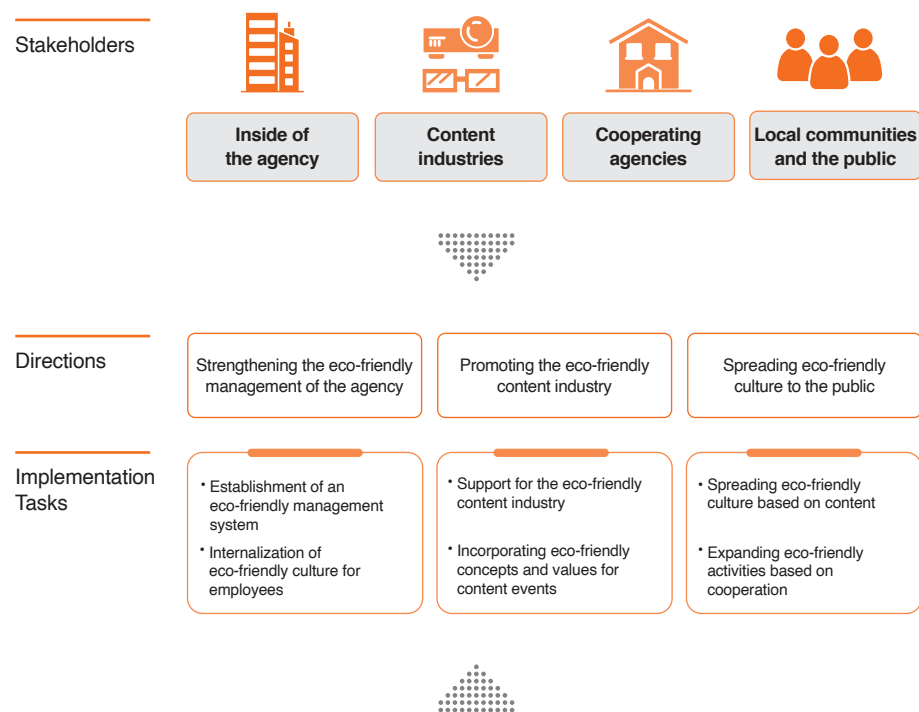 Stakeholders
Inside of
the agency
Content
industries
Cooperating
agencies
Local communities
and the public
Directions
Strengthening the eco-friendly
management of the agency
Promoting the eco-friendly
content industry
Spreading eco-friendly
culture to the public
Implementation
Tasks
• Establishment of an
eco-friendly management
system
• Internalization of
eco-friendly culture for
employees
• Support for the eco-friendly
content industry
• Incorporating eco-friendly
concepts and values for
content events
• Spreading eco-friendly
culture based on content
• Expanding eco-friendly
activities based on
cooperation